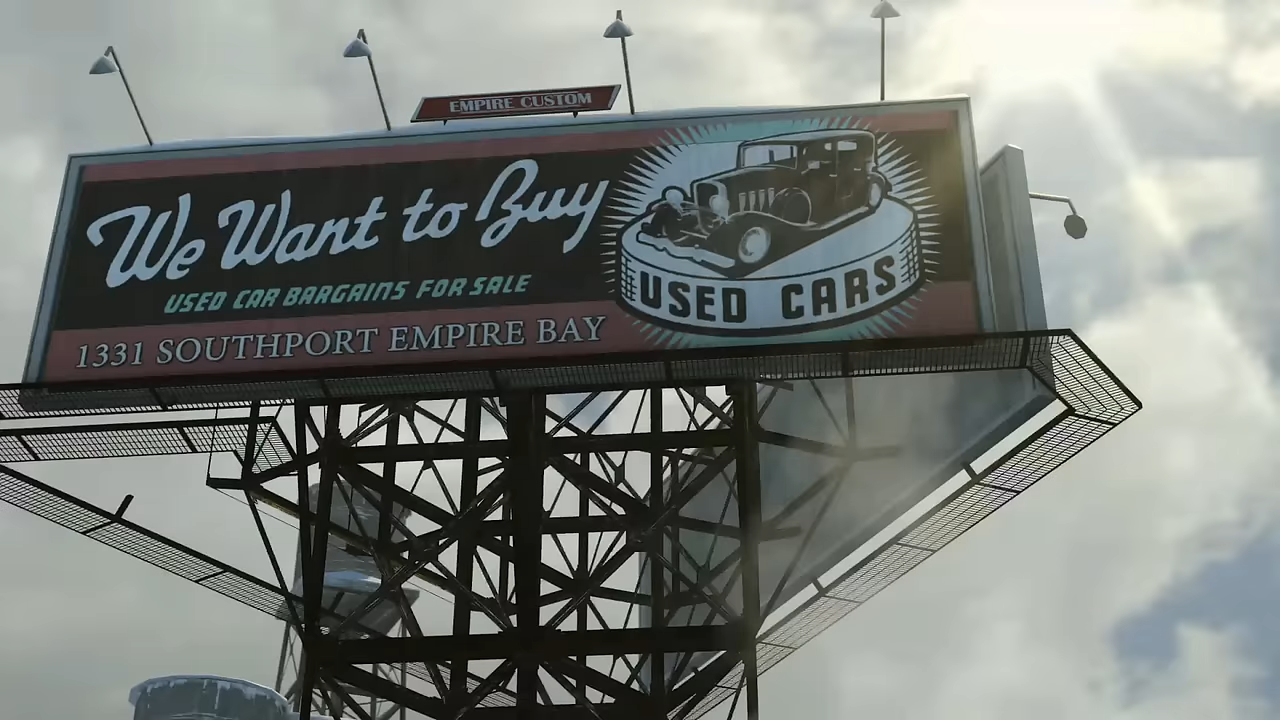 EMPIRE CUSTOM
We Want to Buy
USED CAR BARGAINS FOR SALE
1331 SOUTHPORT EMPIRE BAY
USED CARS